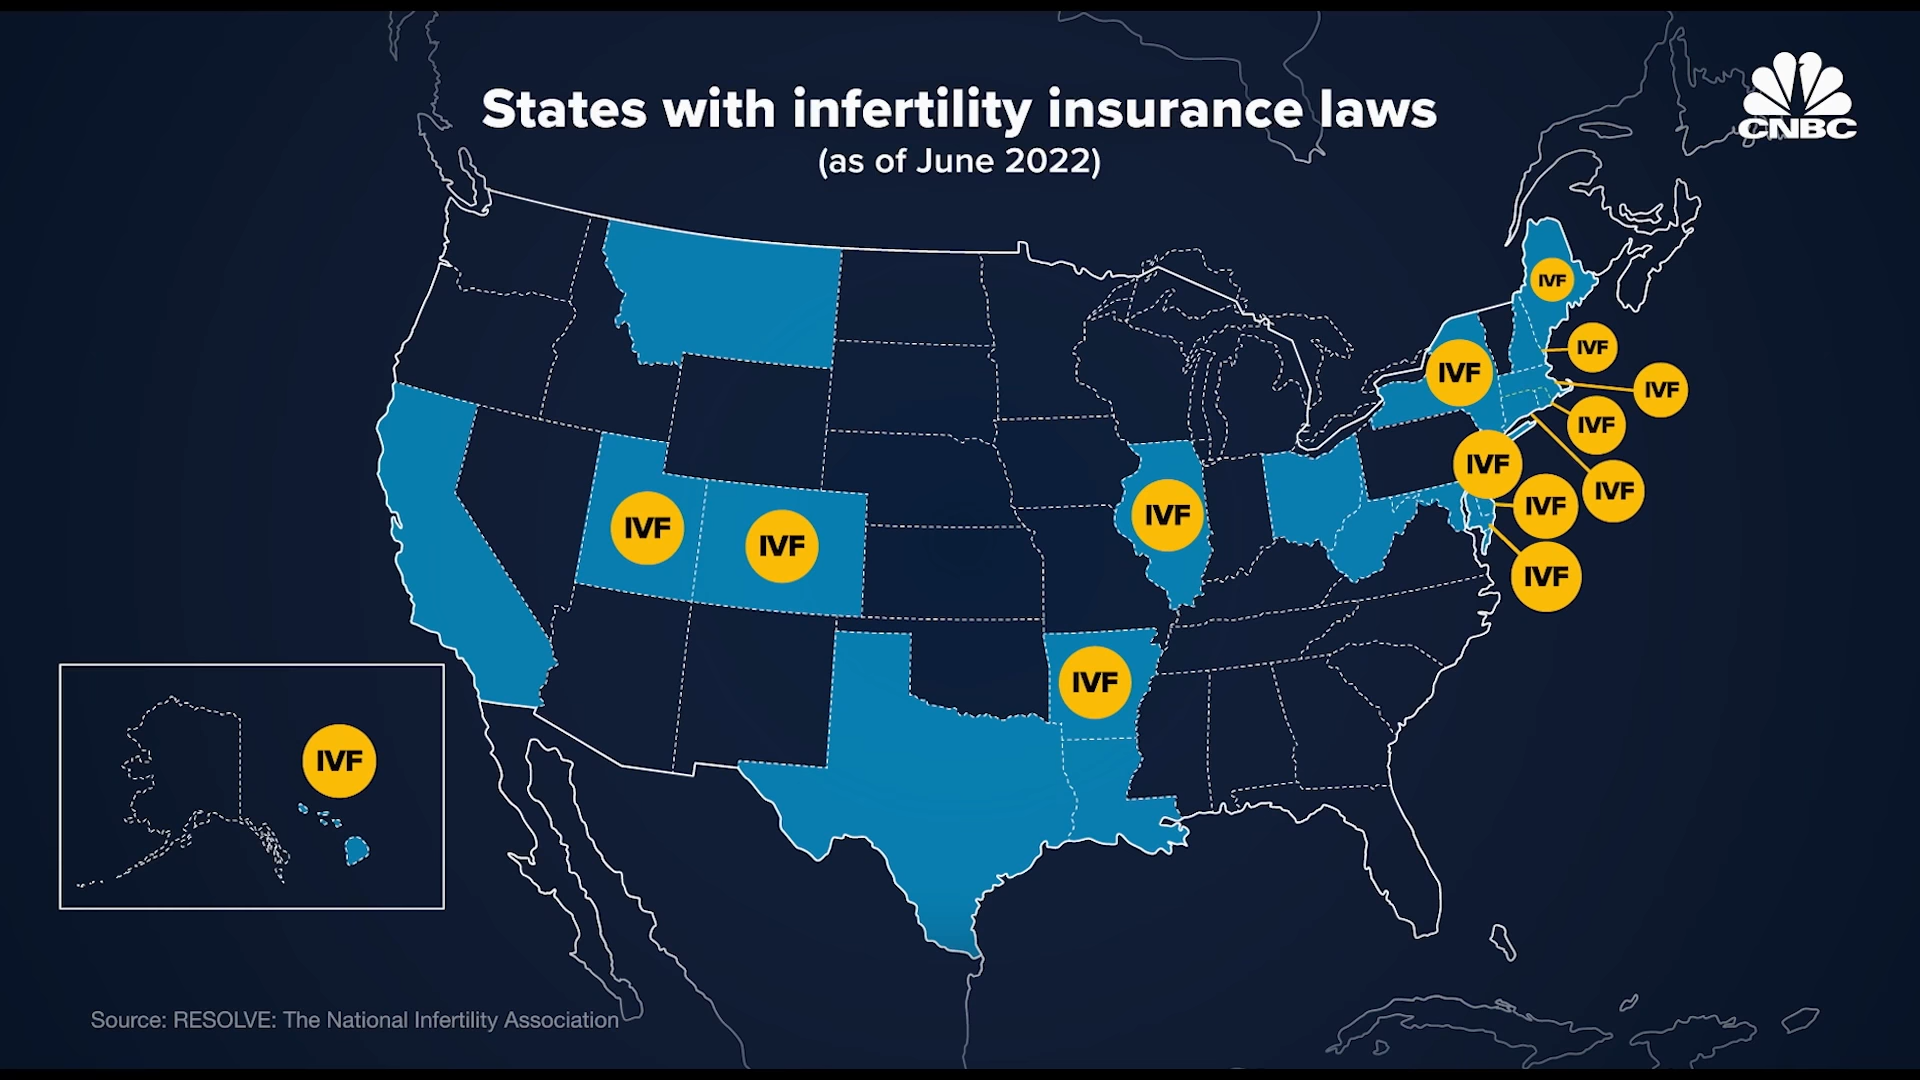 States with infertility insurance laws
(as of June 2022)
CNBC
IVF
IVF
IVF
IVF
IVF
IVF
IVF
IVF
IVF
IVF
IVF
IVF
IVF
IVF
Source: RESOLVE: The National Infertility Association